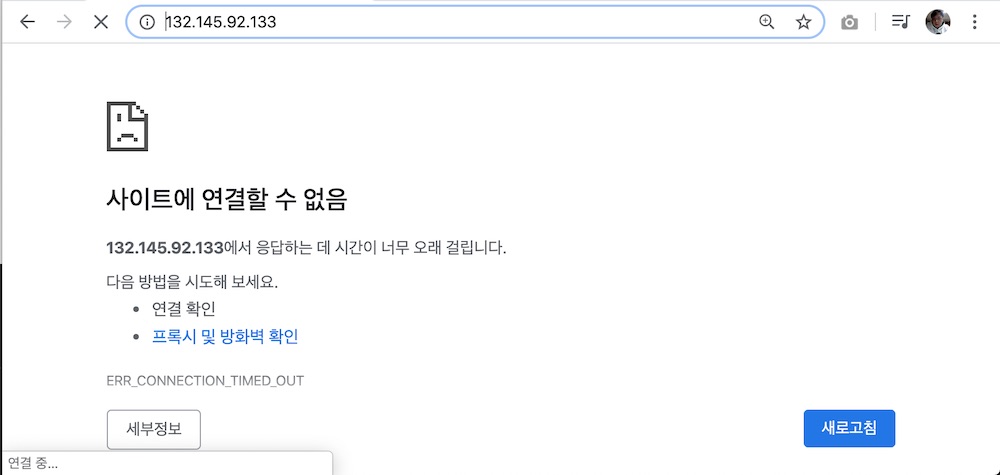 132.145.92.133
사이트에 연결할 수 없음
132.145.92.133에서 응답하는 데 시간이 너무 오래 걸립니다.
다음 방법을 시도해 보세요.
• 연결 확인
• 프록시 및 방화벽 확인
ERR_CONNECTION_TIMED_OUT
세부정보
새로고침
연결 중...